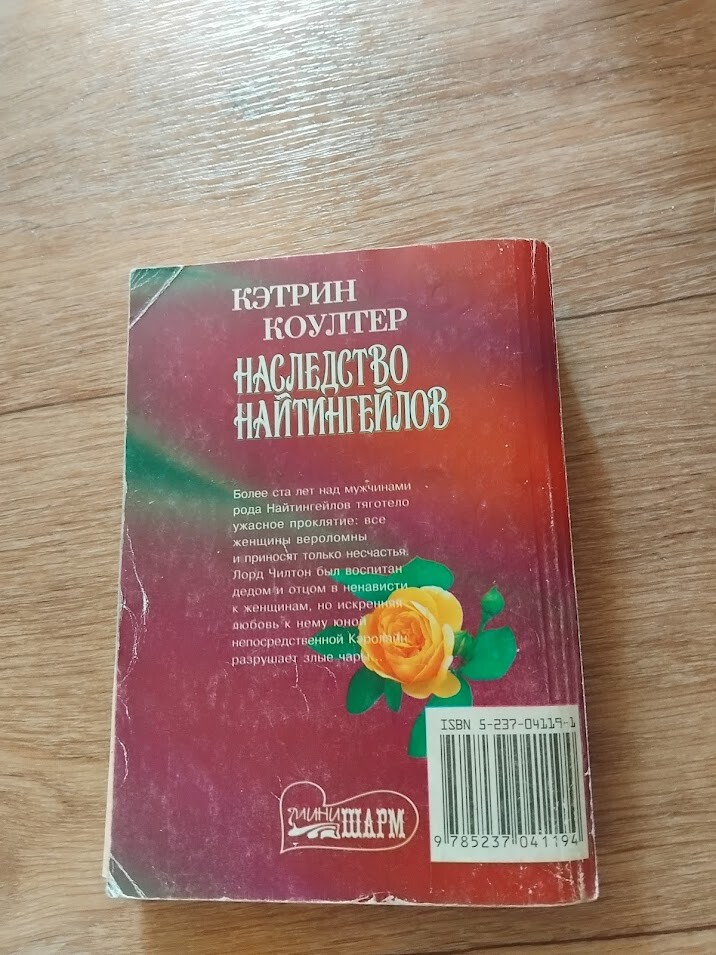 КЭТРИН
КОУЛТЕР
НАСЛЕДСТВО
НАЙТИНГЕЙЛОВ
Более ста лет над мужчинами
рода Найтингейлов тяготело
ужасное проклятие: все
женщины вероломны
и приносят только несчастья.
Лорд Чилтон был воспитан
дедом и отцом в ненависти
к женщинам, но искренняя
любовь к нему юной
непосредственной Каролайн
разрушает злые чары...
ISBN 5-237-04119-1
МИНИ
ШАРМ
9 785237 041194